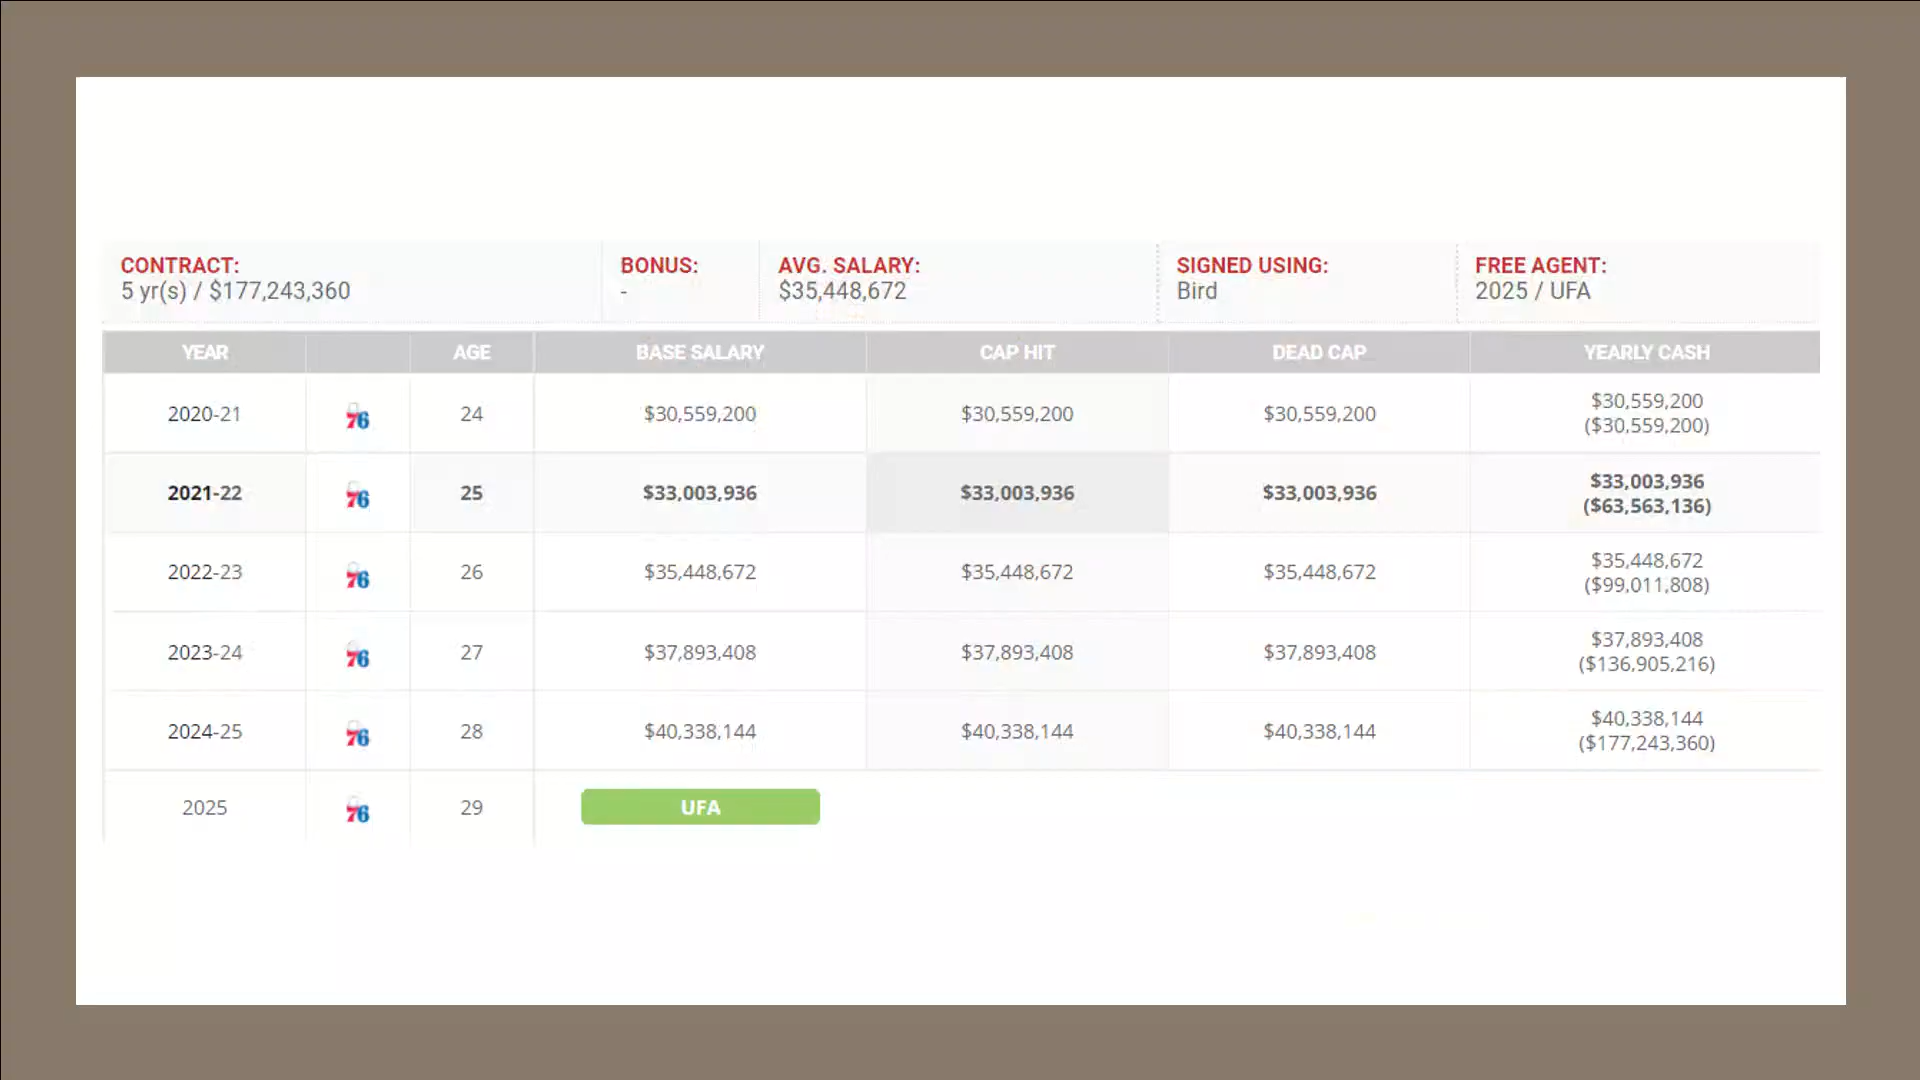 CONTRACT: BONUS: AVG. SALARY: SIGNED USING: FREE AGENT:
5 yr(s) / $177,243,360 - $35,448,672 Bird 2025 / UFA
YEAR AGE BASE SALARY CAP HIT DEAD CAP YEARLY CASH
2020-21 76 24 $30,559,200 $30,559,200 $30,559,200 $30,559,200
($30,559,200)
2021-22 76 25 $33,003,936 $33,003,936 $33,003,936 $33,003,936
($63,563,136)
2022-23 76 26 $35,448,672 $35,448,672 $35,448,672 $35,448,672
($99,011,808)
2023-24 76 27 $37,893,408 $37,893,408 $37,893,408 $37,893,408
($136,905,216)
2024-25 76 28 $40,338,144 $40,338,144 $40,338,144 $40,338,144
($177,243,360)
2025 76 29 UFA